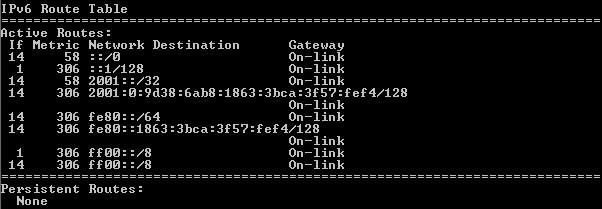 IPv6 Route Table
===========================================================================
Active Routes:
 If Metric Network Destination      Gateway
 14     58 ::/0                     On-link
  1    306 ::1/128                  On-link
 14     58 2001::/32                On-link
 14    306 2001:0:9d38:6ab8:1863:3bca:3f57:fef4/128
                                    On-link
 14    306 fe80::/64                On-link
 14    306 fe80::1863:3bca:3f57:fef4/128
                                    On-link
  1    306 ff00::/8                 On-link
 14    306 ff00::/8                 On-link
===========================================================================
Persistent Routes:
  None